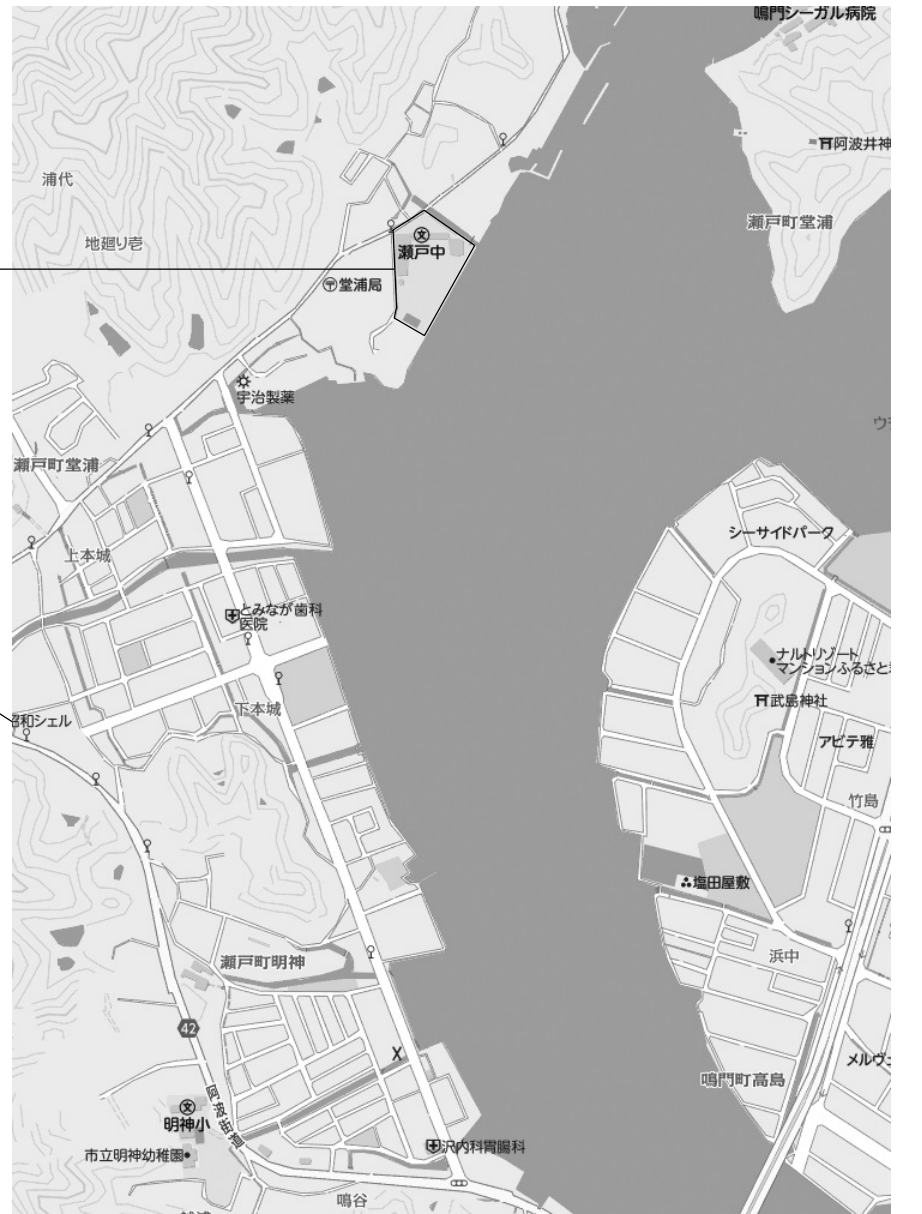 鳴門シーガル病院
阿波井神
浦代
瀬戸町堂浦
地廻り壱
瀬戸中
堂浦局
宇治製薬
ウチ
瀬戸町堂浦
シーサイドパーク
上本城
とみなが歯科
医院
ナルトリゾート
マンションふるさと
武島神社
下本城
昭和シェル
アビテ雅
竹島
塩田屋敷
瀬戸町明神
浜中
42
X
メルヴェ
鳴門町高島
明神小
沢内科胃腸科
市立明神幼稚園
鳴谷